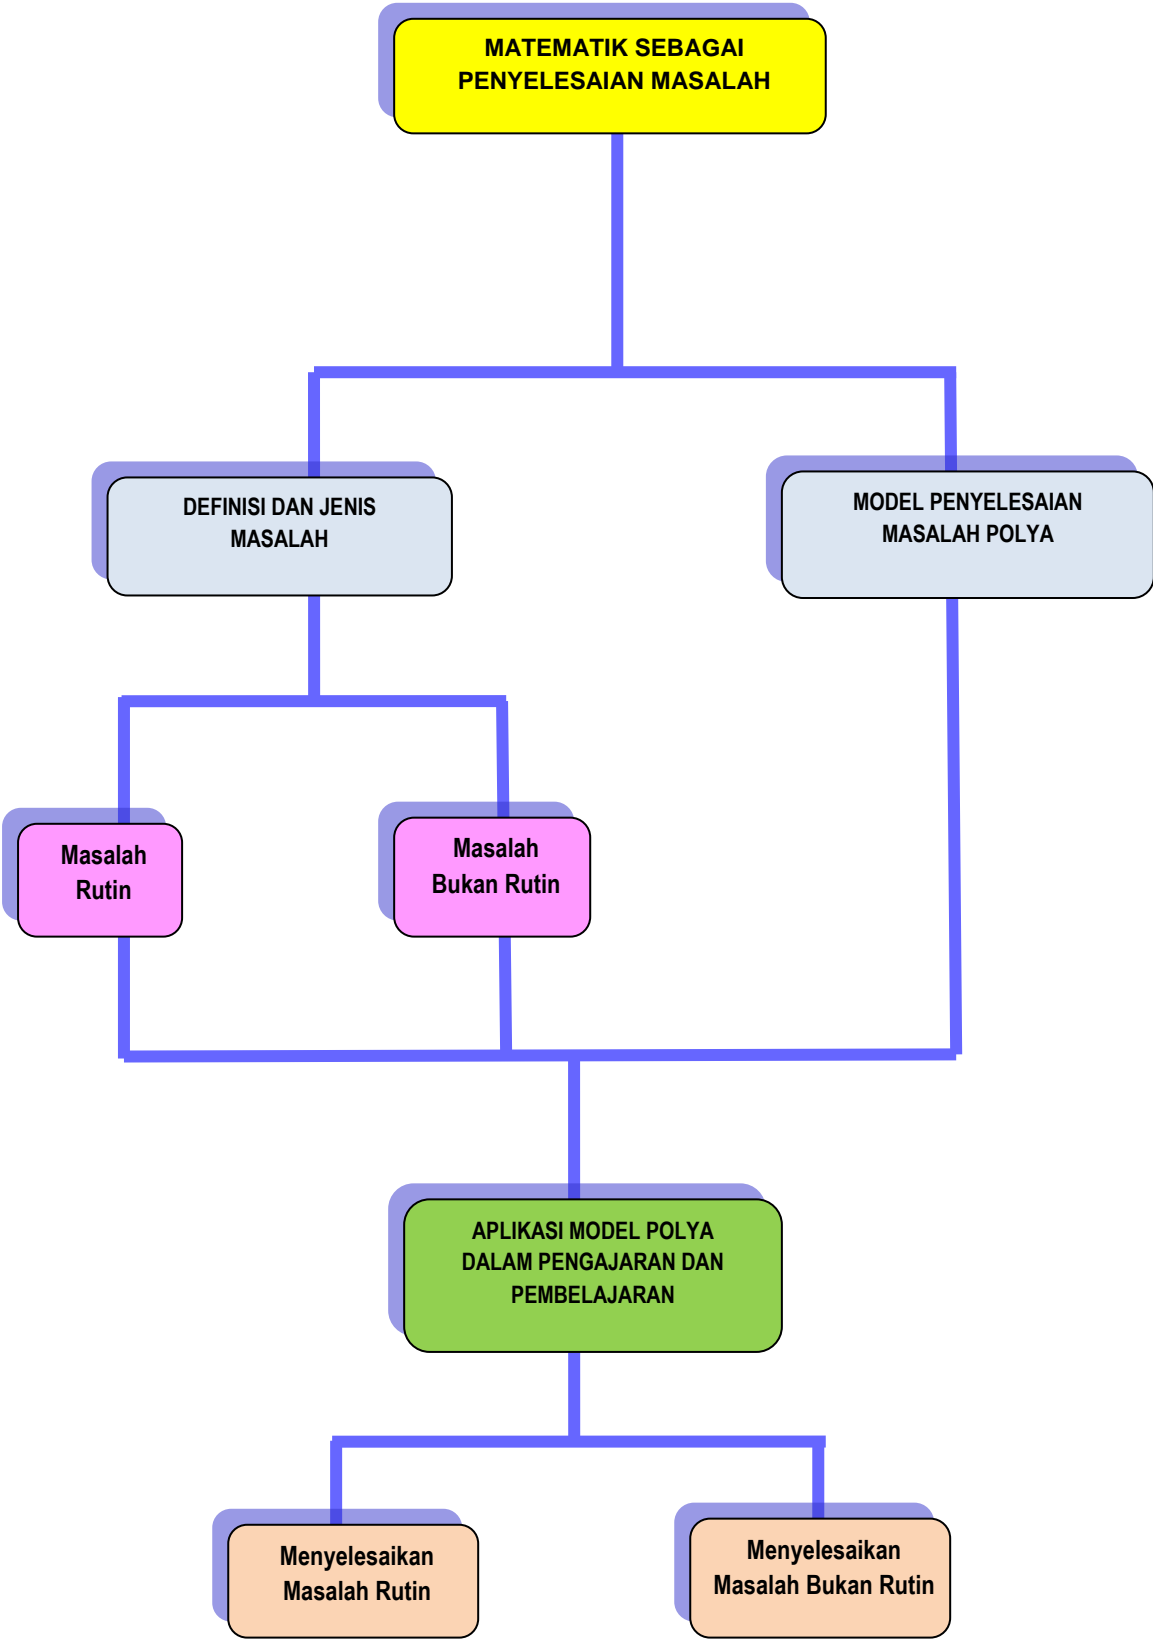 MATEMATIK SEBAGAI
PENYELESAIAN MASALAH
DEFINISI DAN JENIS
MASALAH
MODEL PENYELESAIAN
MASALAH POLYA
Masalah
Rutin
Masalah
Bukan Rutin
APLIKASI MODEL POLYA
DALAM PENGAJARAN DAN
PEMBELAJARAN
Menyelesaikan
Masalah Rutin
Menyelesaikan
Masalah Bukan Rutin